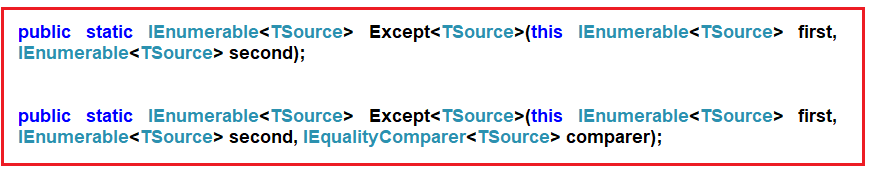 public static IEnumerable<TSource> Except<TSource>(this IEnumerable<TSource> first,
IEnumerable<TSource> second);
public static IEnumerable<TSource> Except<TSource>(this IEnumerable<TSource> first,
IEnumerable<TSource> second, IEqualityComparer<TSource> comparer);